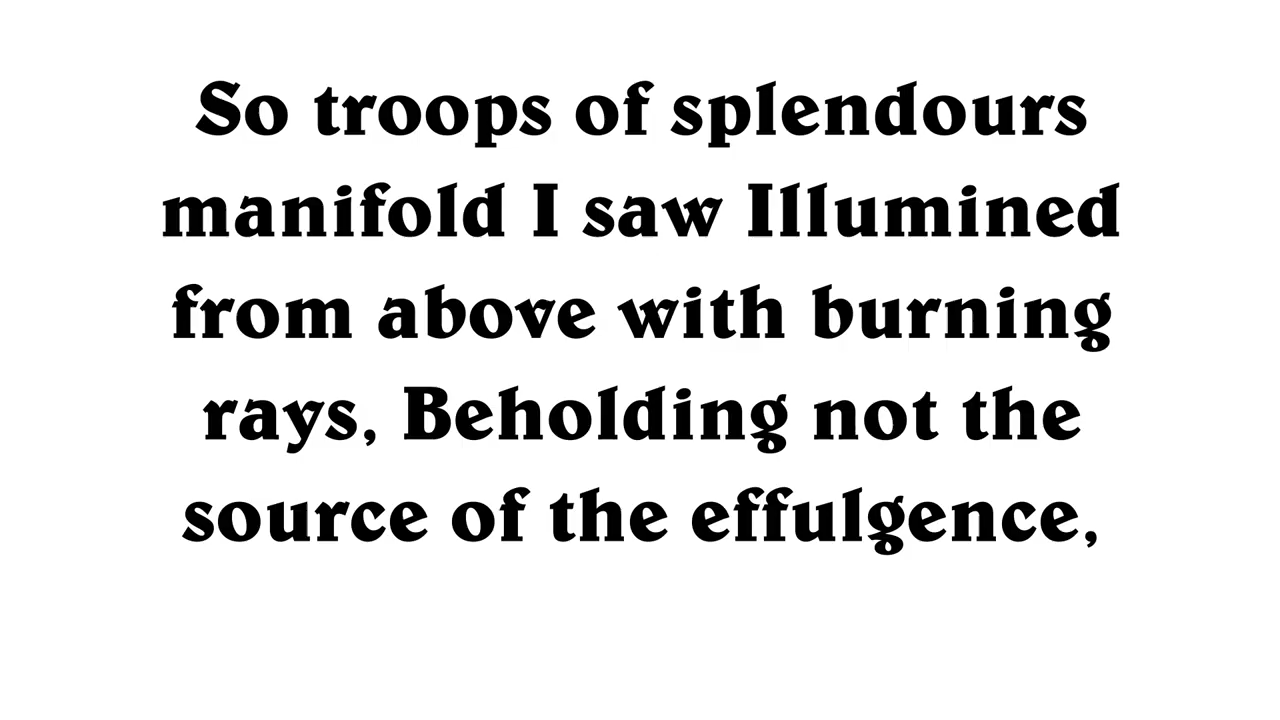 So troops of splendours
manifold I saw Illumined
from above with burning
rays, Beholding not the
source of the effulgence,